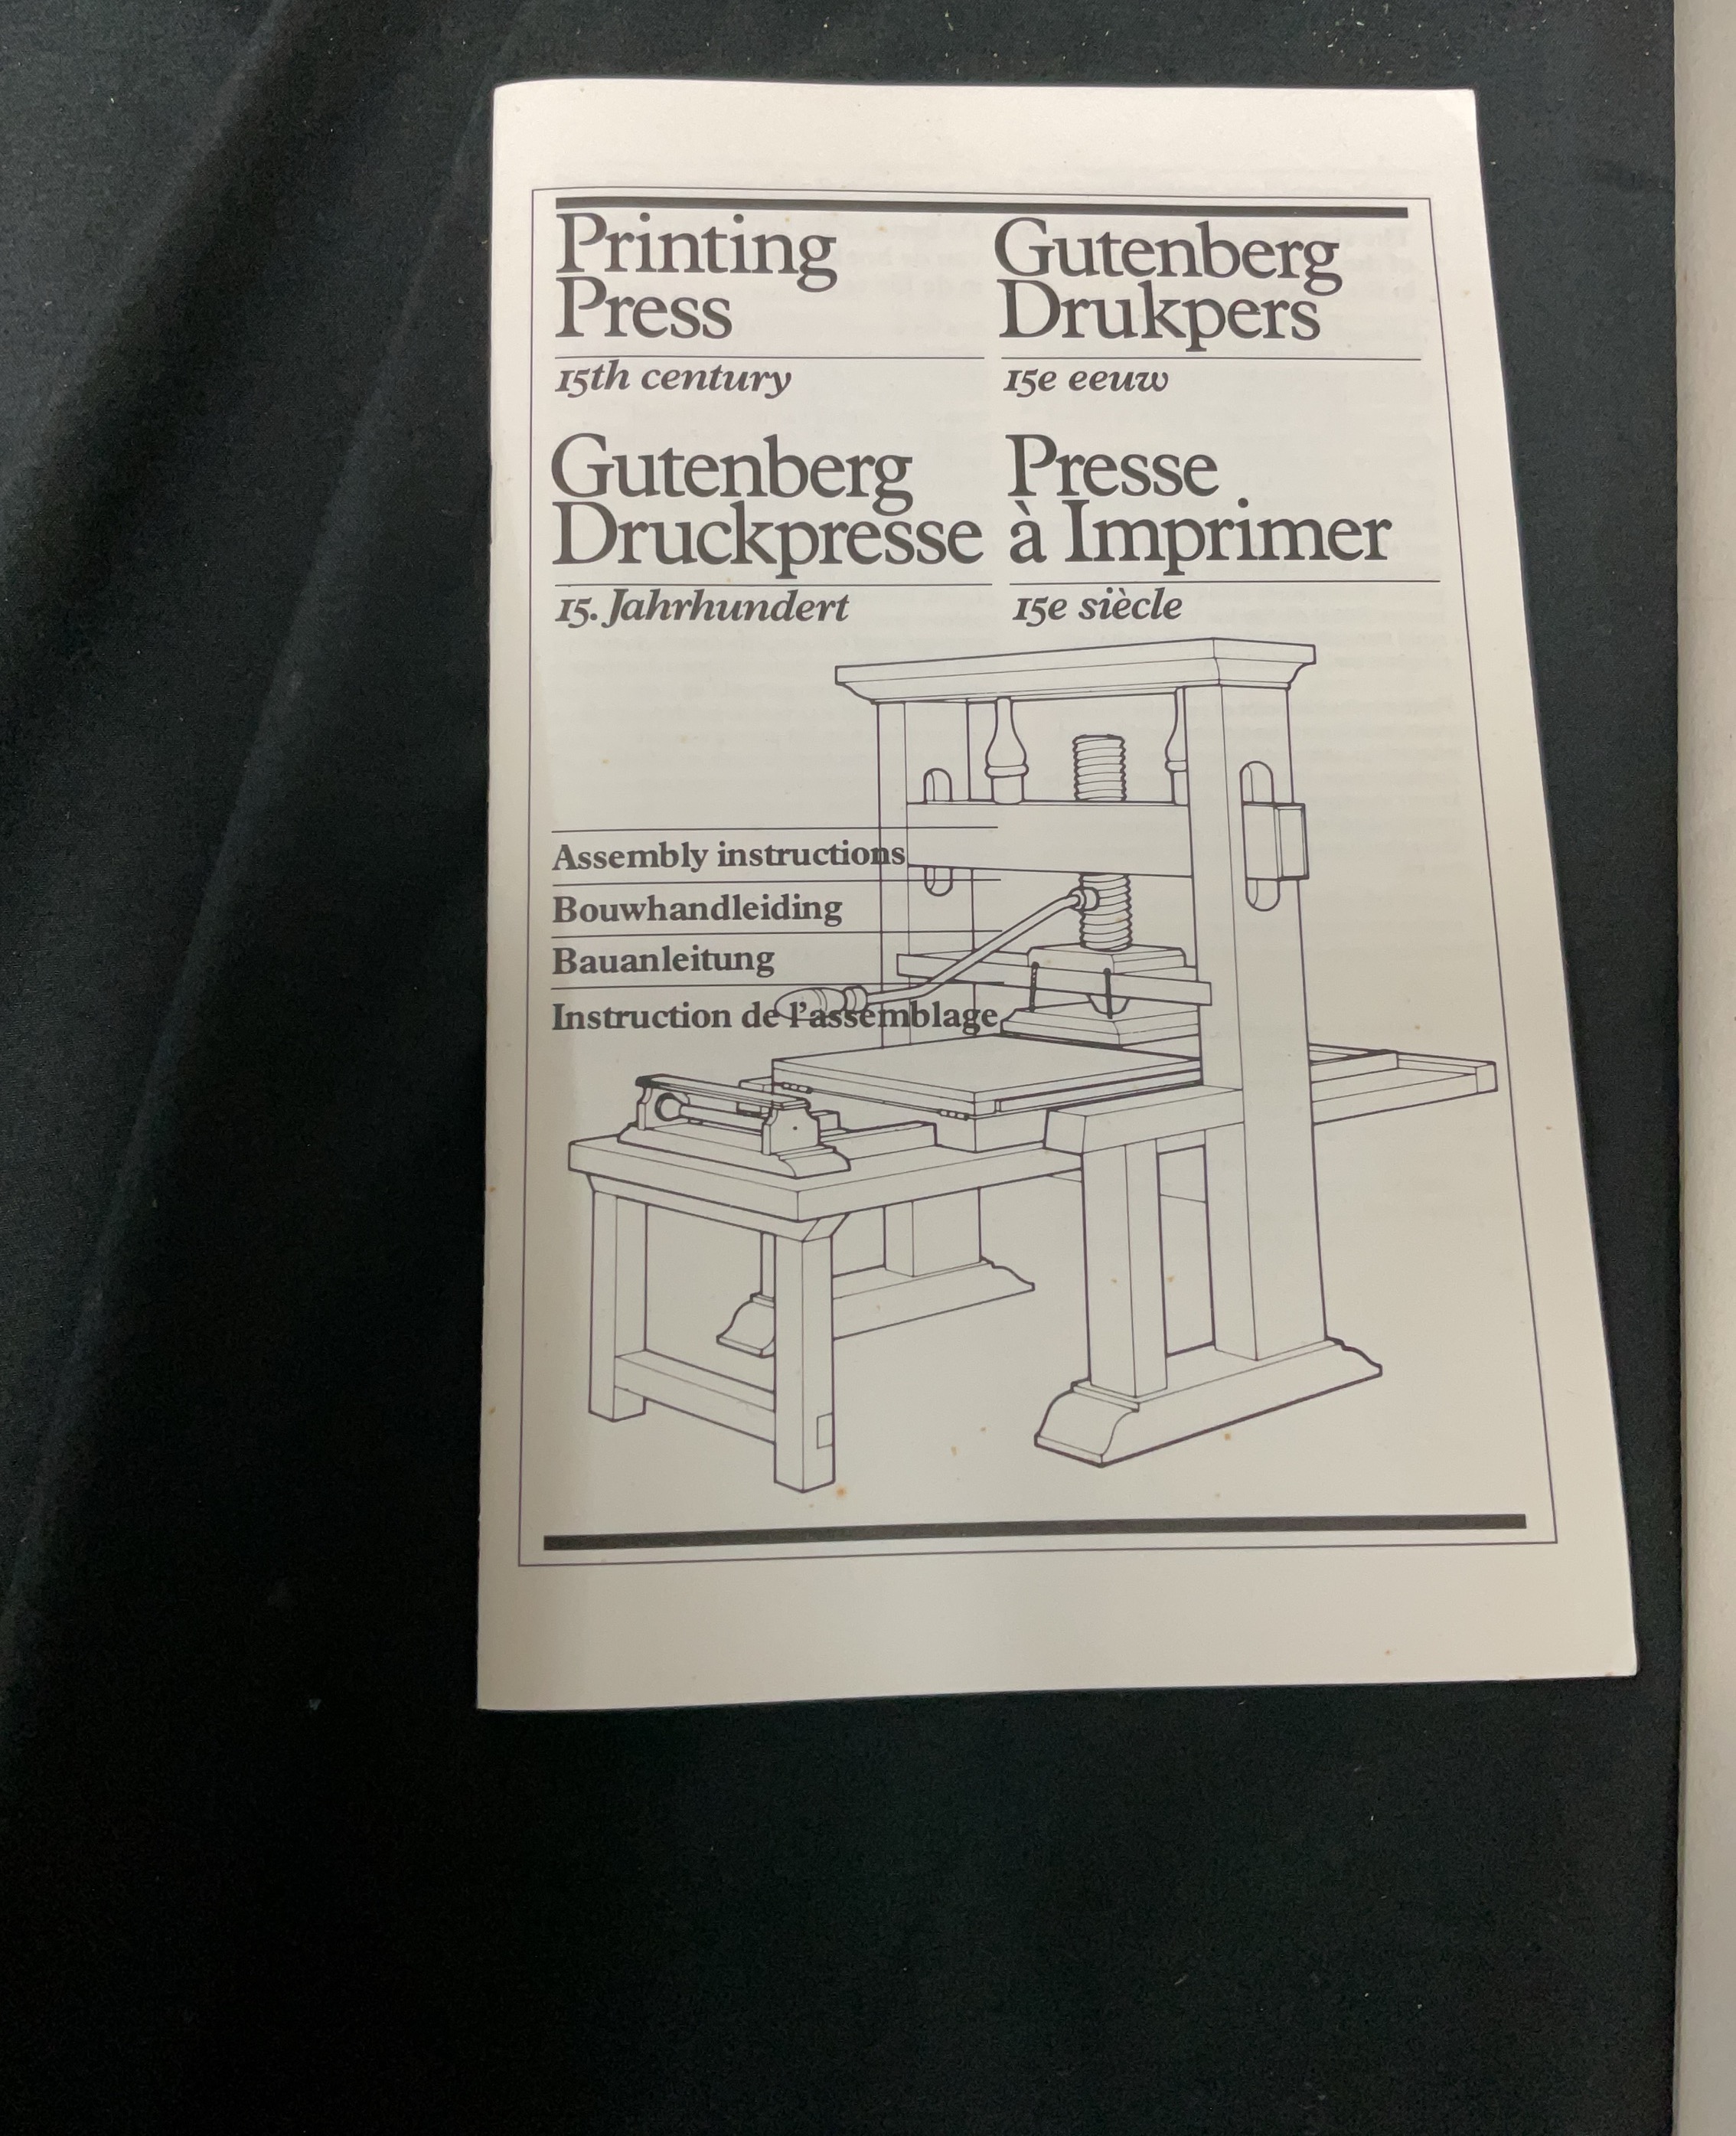 Printing
Press
15th century
Gutenberg
Drukpers
15e eeuw
Gutenberg
Druckpresse
15. Jahrhundert
Presse
à Imprimer
15e siècle
Assembly instructions
Bouwhandleiding
Bauanleitung
Instruction de l'assemblage